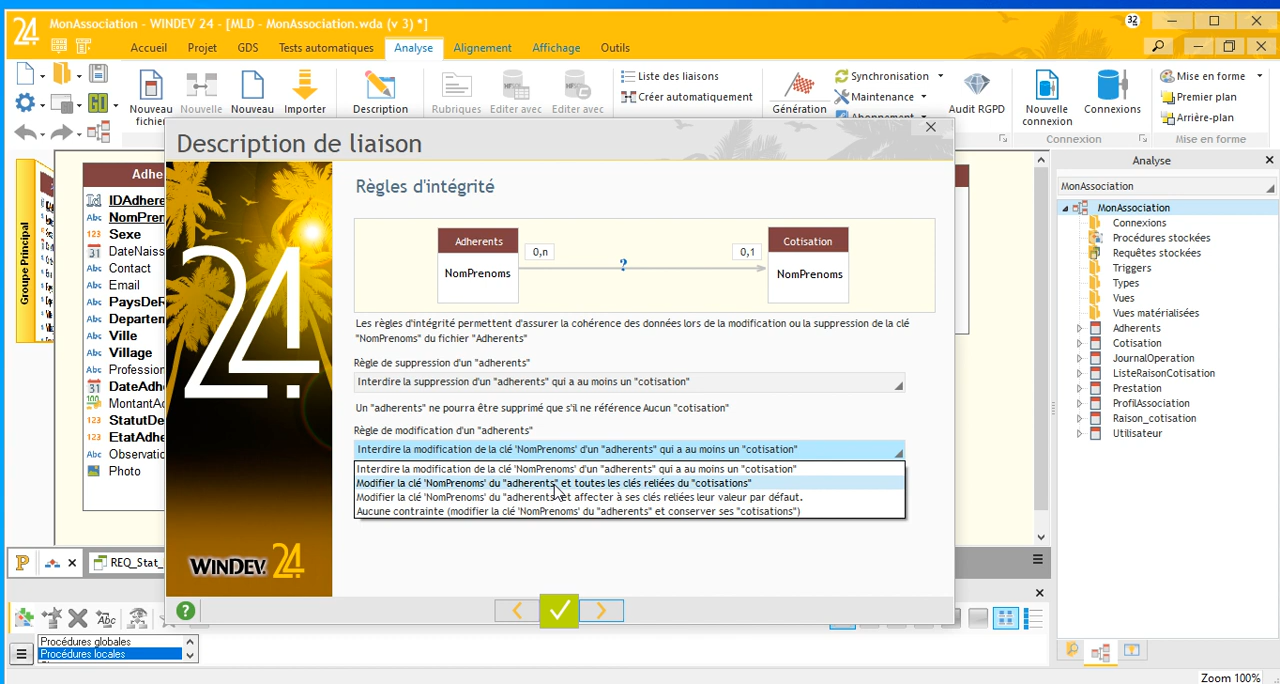 MonAssociation - WINDEV 24 - [MLD - MonAssociation.wda (v 3) *]
32
Accueil Projet GDS Tests automatiques Analyse Alignement Affichage Outils
Nouveau fichier
Nouvelle
Nouveau
Importer
Description
Rubriques
Editer avec
Editer avec
Liste des liaisons
Créer automatiquement
Génération
Synchronisation
Maintenance
Abonnement
Audit RGPD
Nouvelle connexion
Connexions
Connexion
Mise en forme
Premier plan
Arrière-plan
Mise en forme
Groupe Principal
Adhe
IDAdhere
NomPren
Sexe
DateNaiss
Contact
Email
PaysDeR
Departen
Ville
Village
Profession
DateAdh
MontantAd
StatutDe
EtatAdhe
Observatio
Photo
Description de liaison
24
WINDEV 24
Règles d'intégrité
Adherents
NomPrenoms
0,n
?
0,1
Cotisation
NomPrenoms
Les règles d'intégrité permettent d'assurer la cohérence des données lors de la modification ou la suppression de la clé
"NomPrenoms" du fichier "Adherents"
Règle de suppression d'un "adherents"
Interdire la suppression d'un "adherents" qui a au moins un "cotisation"
Un "adherents" ne pourra être supprimé que s'il ne référence Aucun "cotisation"
Règle de modification d'un "adherents"
Interdire la modification de la clé 'NomPrenoms' d'un "adherents" qui a au moins un "cotisation"
Interdire la modification de la clé 'NomPrenoms' d'un "adherents" qui a au moins un "cotisation"
Modifier la clé 'NomPrenoms' du "adherents" et toutes les clés reliées du "cotisations"
Modifier la clé 'NomPrenoms' du "adherents" et affecter à ses clés reliées leur valeur par défaut.
Aucune contrainte (modifier la clé 'NomPrenoms' du "adherents" et conserver ses "cotisations")
Analyse
MonAssociation
MonAssociation
Connexions
Procédures stockées
Requêtes stockées
Triggers
Types
Vues
Vues matérialisées
Adherents
Cotisation
JournalOperation
ListeRaisonCotisation
Prestation
ProfilAssociation
Raison_cotisation
Utilisateur
REQ_Stat_
Procédures globales
Procédures locales
Zoom 100%